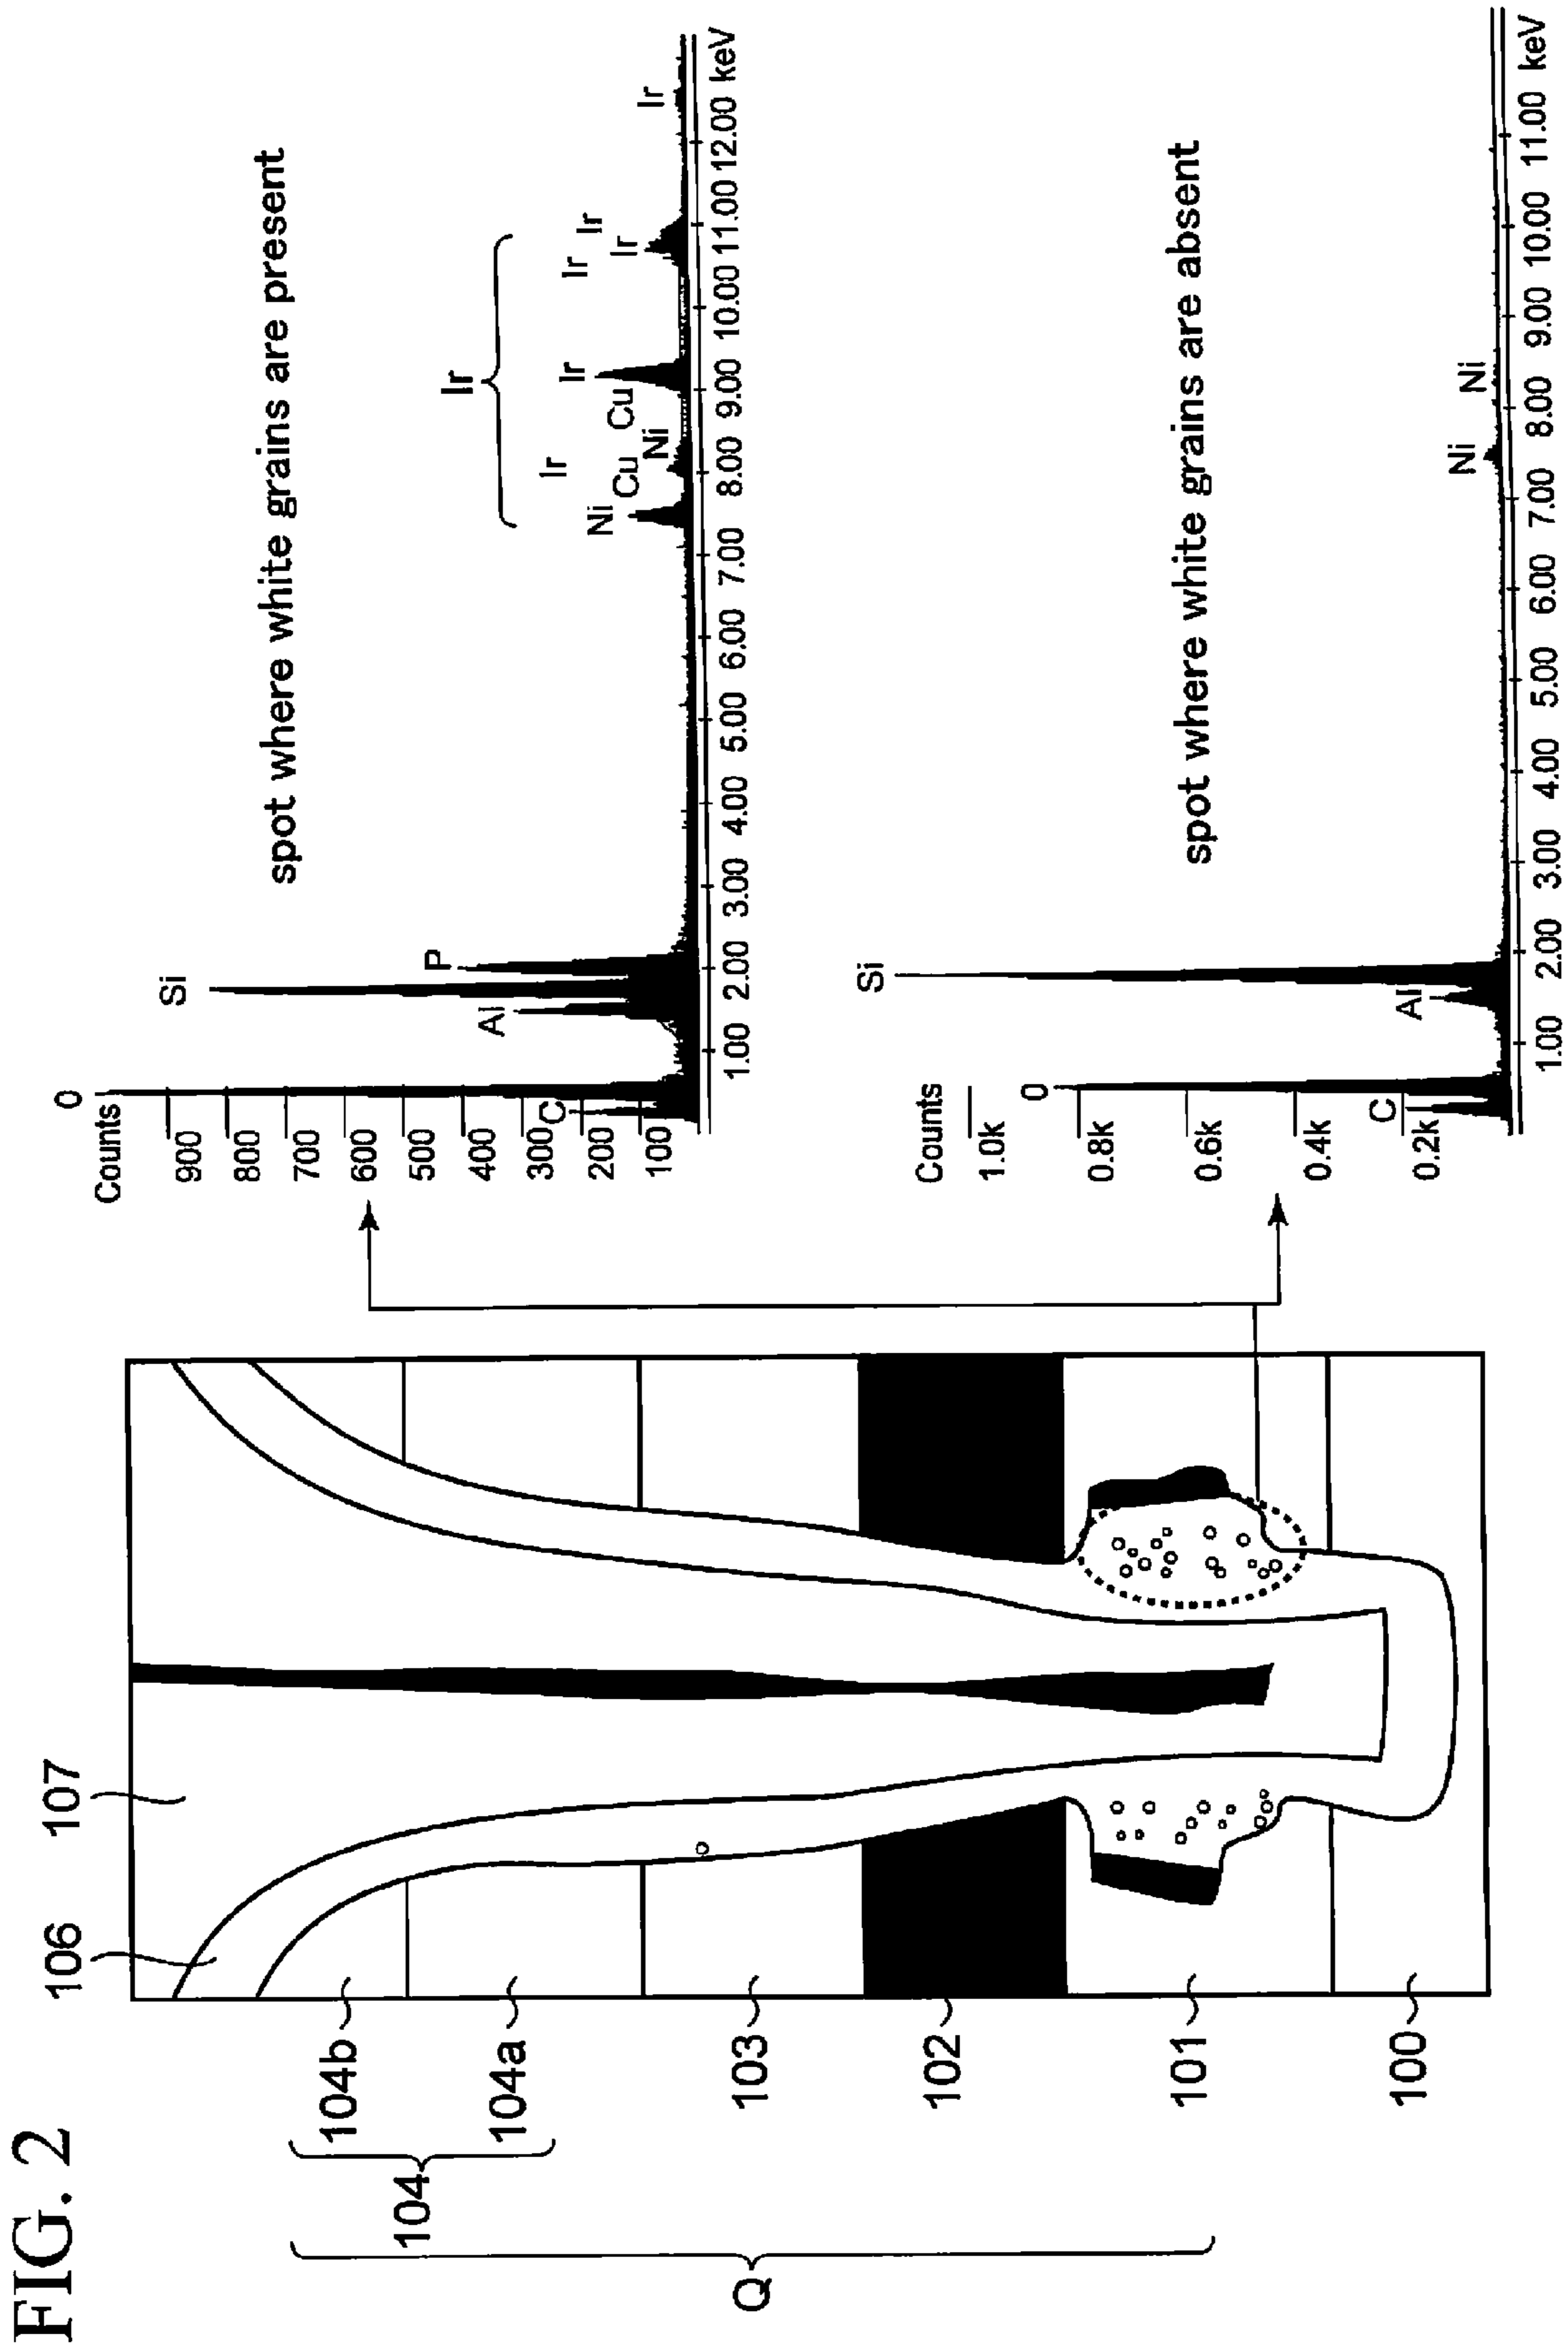 FIG. 2
106
107
104b
104a
104
103
102
101
100
Q
spot where white grains are present
Counts
900
800
700
600
500
400
300
200
100
0
C
Al
Si
P
Ni
Cu
Ir
Ni
Cu
Ir
Ir
Ir
Ir
Ir
Ir
1.00 2.00 3.00 4.00 5.00 6.00 7.00 8.00 9.00 10.00 11.00 12.00 keV
spot where white grains are absent
Counts
1.0k
0.8k
0.6k
0.4k
0.2k
0
C
Al
Si
Ni
Ni
1.00 2.00 3.00 4.00 5.00 6.00 7.00 8.00 9.00 10.00 11.00 keV